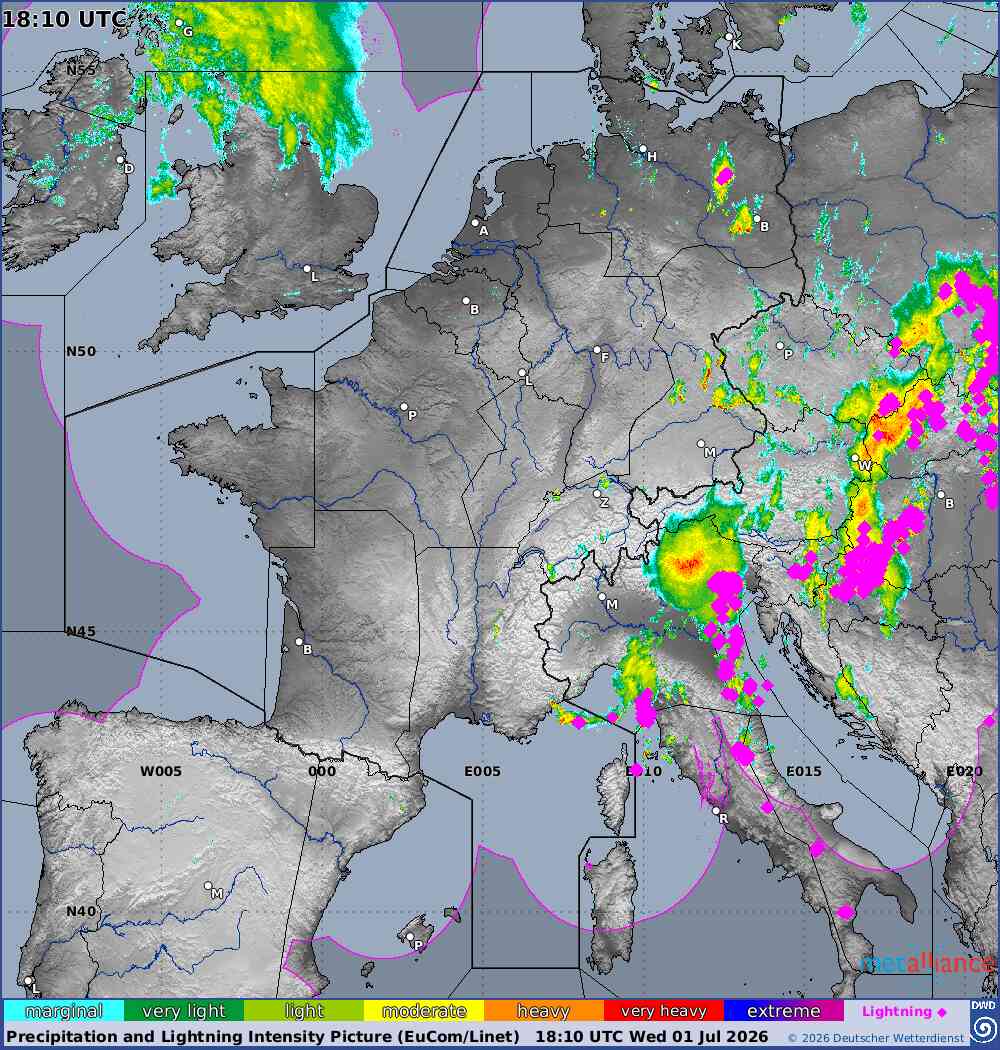 18:10 UTC
G
K
N55
H
D
B
A
L
B
N50
F
P
L
P
M
W
Z
B
M
N45
B
W005
000
E005
E010
E015
E020
R
M
N40
P
L
metalliance
marginal very light light moderate heavy very heavy extreme Lightning
DWD
Precipitation and Lightning Intensity Picture (EuCom/Linet) 18:10 UTC Wed 01 Jul 2026 © 2026 Deutscher Wetterdienst